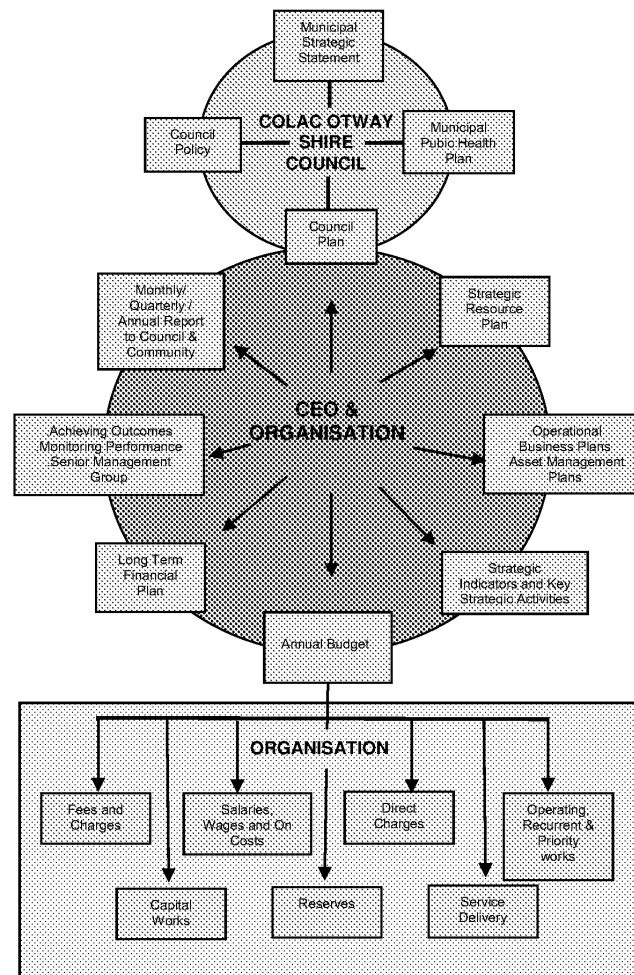 Municipal
Strategic
Statement
COLAC OTWAY
SHIRE
COUNCIL
Council
Policy
Municipal
Pubic Health
Plan
Council
Plan
Monthly/
Quarterly /
Annual Report
to Council &
Community
Strategic
Resource
Plan
CEO &
ORGANISATION
Achieving Outcomes
Monitoring Performance
Senior Management
Group
Operational
Business Plans
Asset Management
Plans
Long Term
Financial
Plan
Strategic
Indicators and Key
Strategic Activities
Annual Budget
ORGANISATION
Fees and
Charges
Salaries,
Wages and On
Costs
Direct
Charges
Operating,
Recurrent &
Priority
works
Capital
Works
Reserves
Service
Delivery